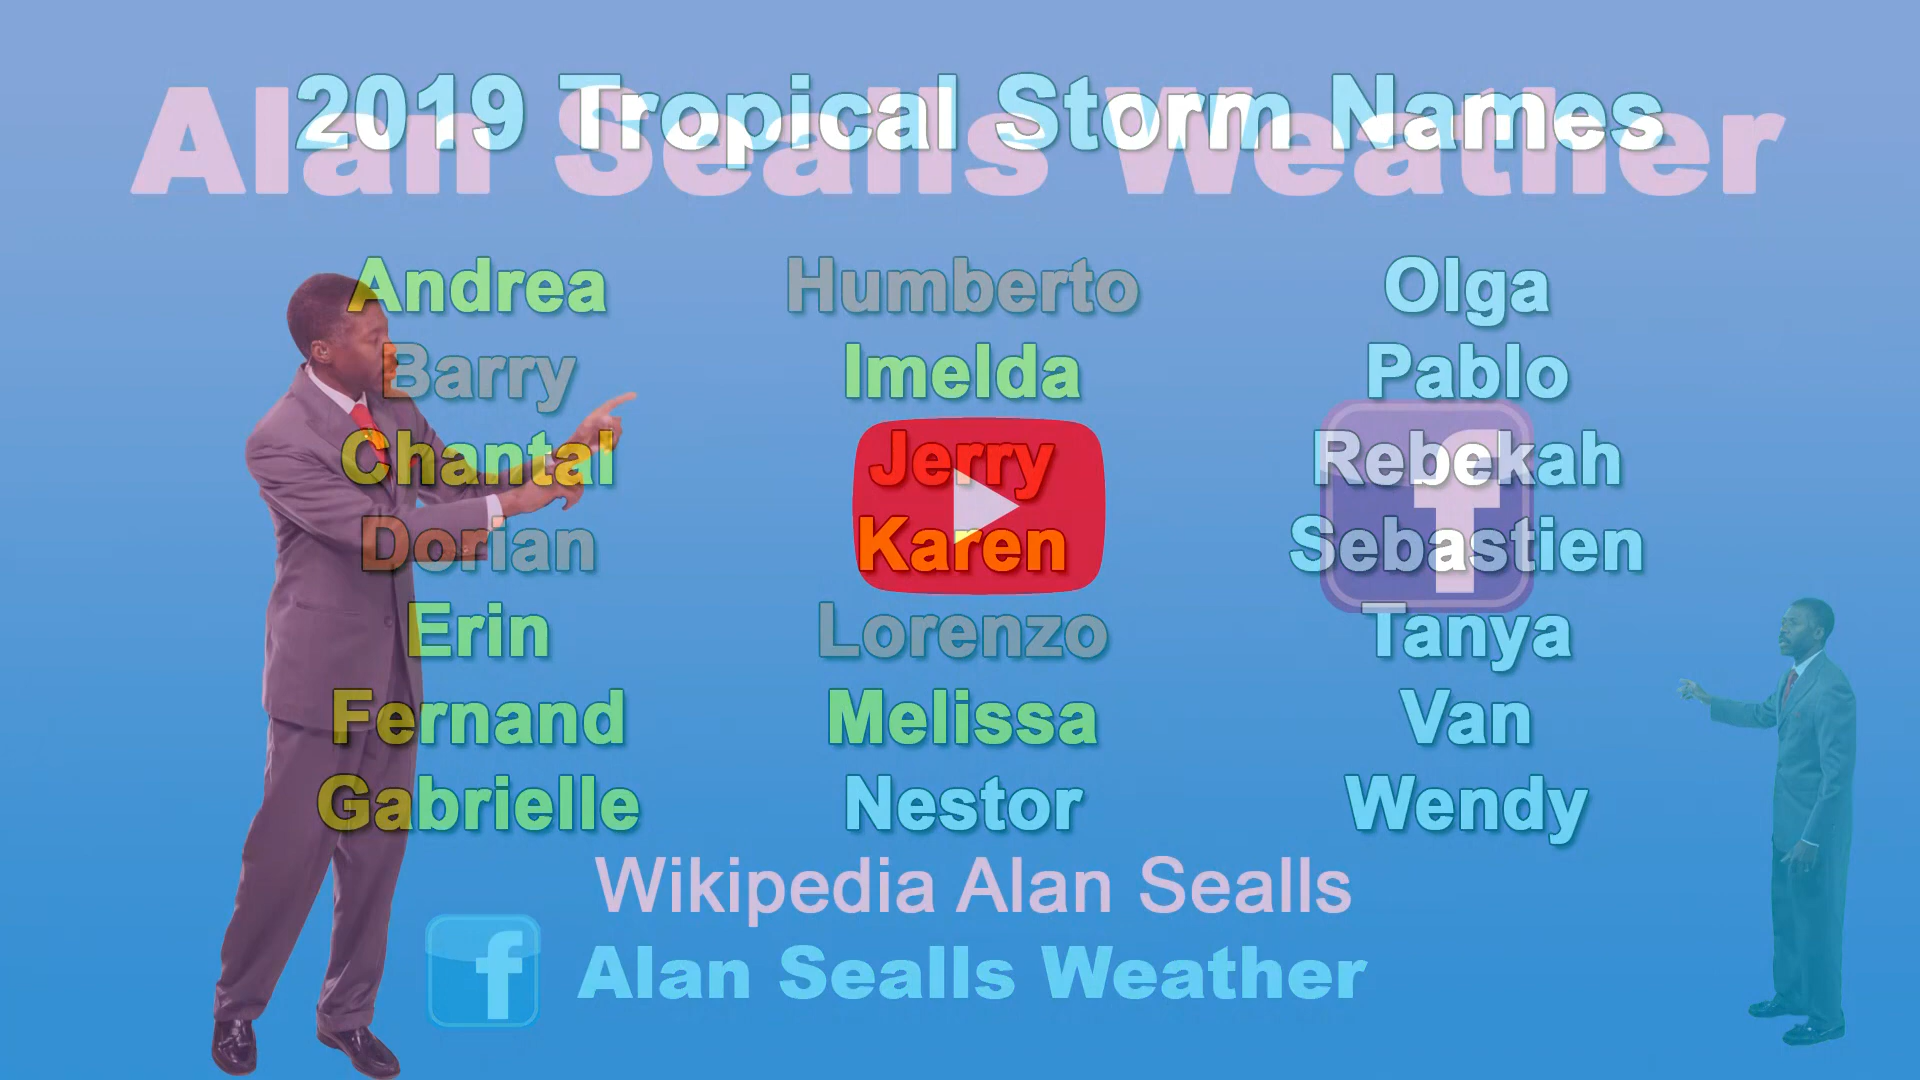 2019 Tropical Storm Names
Alan Sealls Weather
Andrea
Barry
Chantal
Dorian
Erin
Fernand
Gabrielle
Humberto
Imelda
Jerry
Karen
Lorenzo
Melissa
Nestor
Olga
Pablo
Rebekah
Sebastien
Tanya
Van
Wendy
Wikipedia Alan Sealls
f Alan Sealls Weather
f